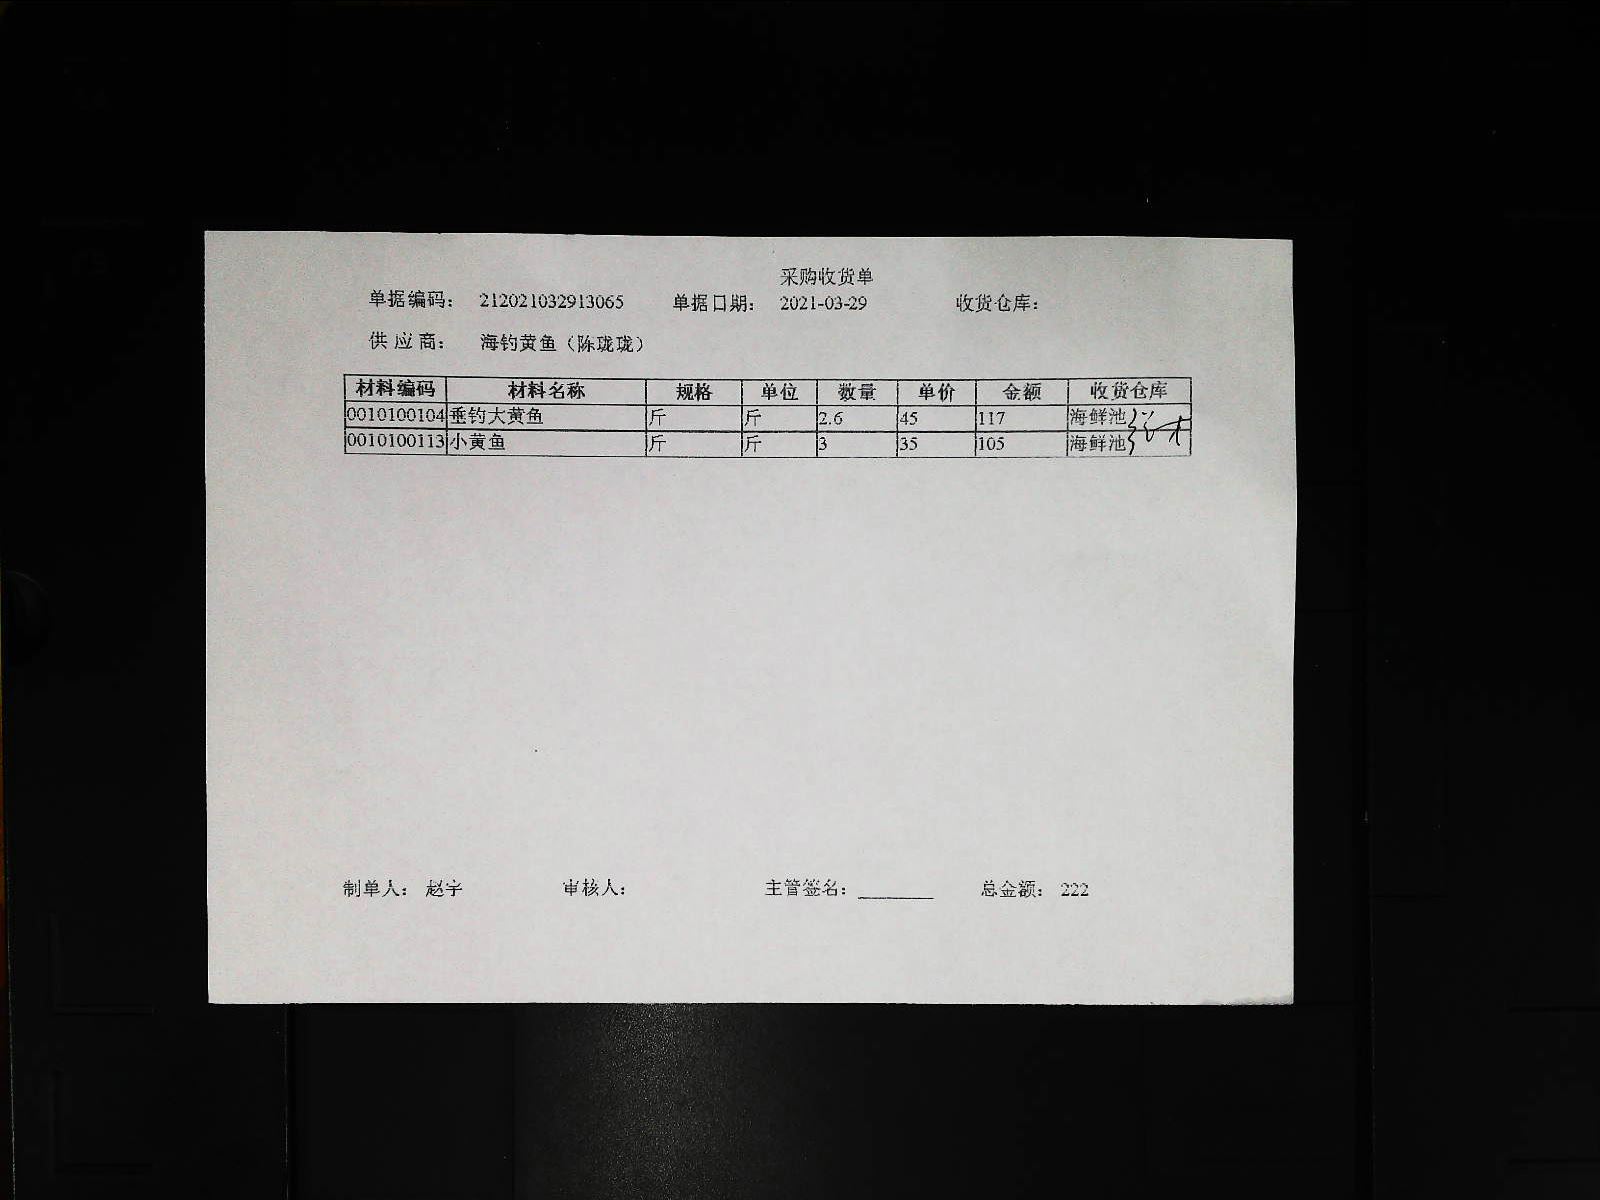 采购收货单
单据编码： 212021032913065 单据日期： 2021-03-29 收货仓库：
供应商： 海钓黄鱼（陈珑珑）
材料编码 材料名称 规格 单位 数量 单价 金额 收货仓库
0010100104 垂钓大黄鱼 斤 斤 2.6 45 117 海鲜池
0010100113 小黄鱼 斤 斤 3 35 105 海鲜池
制单人： 赵宇 审核人： 主管签名： 总金额： 222